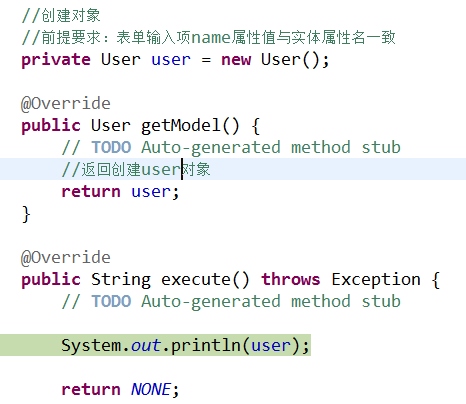 //创建对象
//前提要求：表单输入项name属性值与实体属性名一致
private User user = new User();
@Override
public User getModel() {
// TODO Auto-generated method stub
//返回创建user对象
return user;
}
@Override
public String execute() throws Exception {
// TODO Auto-generated method stub
System.out.println(user);
return NONE;